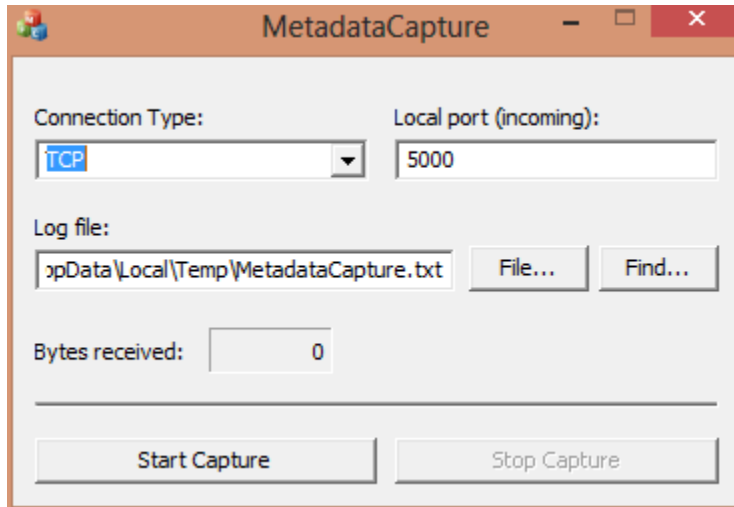 MetadataCapture
Connection Type:
Local port (incoming):
TCP
5000
Log file:
ppData\Local\Temp\MetadataCapture.txt
File...
Find...
Bytes received:
0
Start Capture
Stop Capture